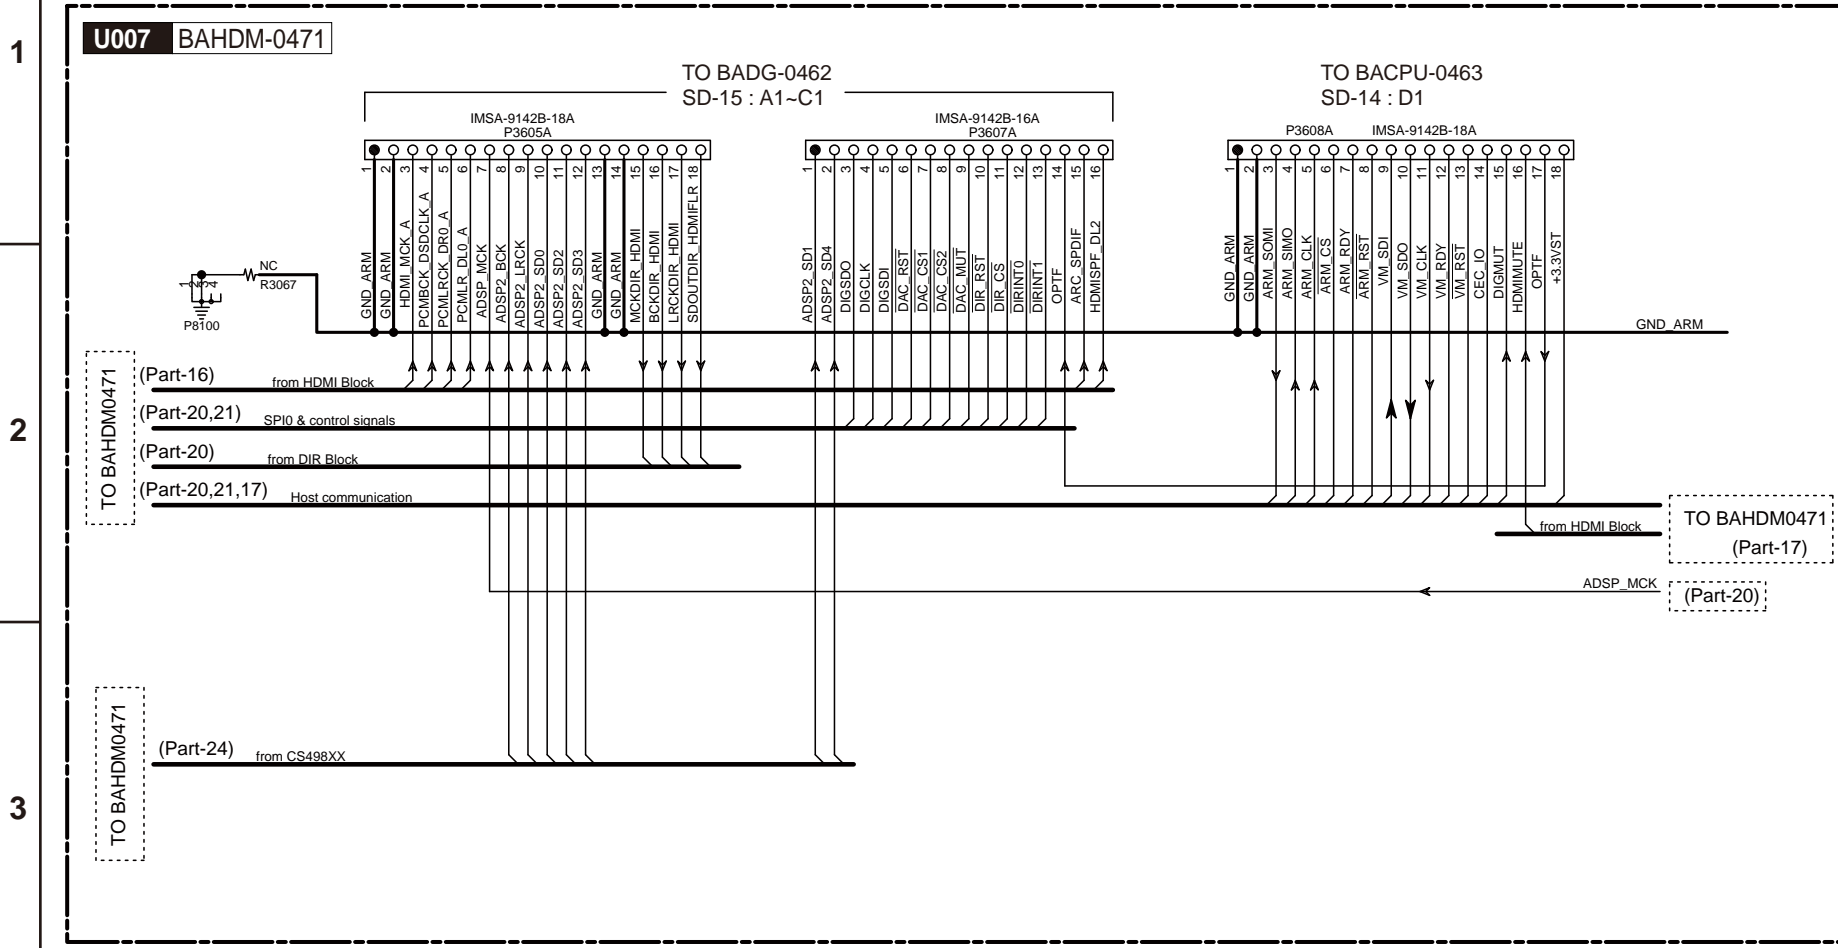 1
U007 BAHDM-0471
TO BADG-0462
SD-15 : A1~C1
TO BACPU-0463
SD-14 : D1
IMSA-9142B-18A
P3605A
IMSA-9142B-16A
P3607A
P3608A IMSA-9142B-18A
1 2 3 4 5 6 7 8 9 10 11 12 13 14 15 16 17 18
GND_ARM
GND_ARM
HDMI_MCK_A
PCMBCK_DSDCLK_A
PCMLRCK_DR0_A
PCMLR_DL0_A
ADSP_MCK
ADSP2_BCK
ADSP2_LRCK
ADSP2_SD0
ADSP2_SD2
ADSP2_SD3
GND_ARM
GND_ARM
MCKDIR_HDMI
BCKDIR_HDMI
LRCKDIR_HDMI
SDOUTDIR_HDMIFLR
1 2 3 4 5 6 7 8 9 10 11 12 13 14 15 16
ADSP2_SD1
ADSP2_SD4
DIGSDO
DIGCLK
DIGSDI
DAC_RST
DAC_CS1
DAC_CS2
DAC_MUT
DIR_RST
DIR_CS
DIRINT0
DIRINT1
OPTF
ARC_SPDIF
HDMISPF_DL2
1 2 3 4 5 6 7 8 9 10 11 12 13 14 15 16 17 18
GND_ARM
GND_ARM
ARM_SOMI
ARM_SIMO
ARM_CLK
ARM_CS
ARM_RDY
ARM_RST
VM_SDI
VM_SDO
VM_CLK
VM_RDY
VM_RST
CEC_IO
DIGMUT
HDMIMUTE
OPTF
+3.3VST
NC
R3067
1 2 3 4
P8100
GND_ARM
2
TO BAHDM0471
(Part-16) from HDMI Block
(Part-20,21) SPI0 & control signals
(Part-20) from DIR Block
(Part-20,21,17) Host communication
from HDMI Block
TO BAHDM0471
(Part-17)
ADSP_MCK
(Part-20)
3
TO BAHDM0471
(Part-24) from CS498XX